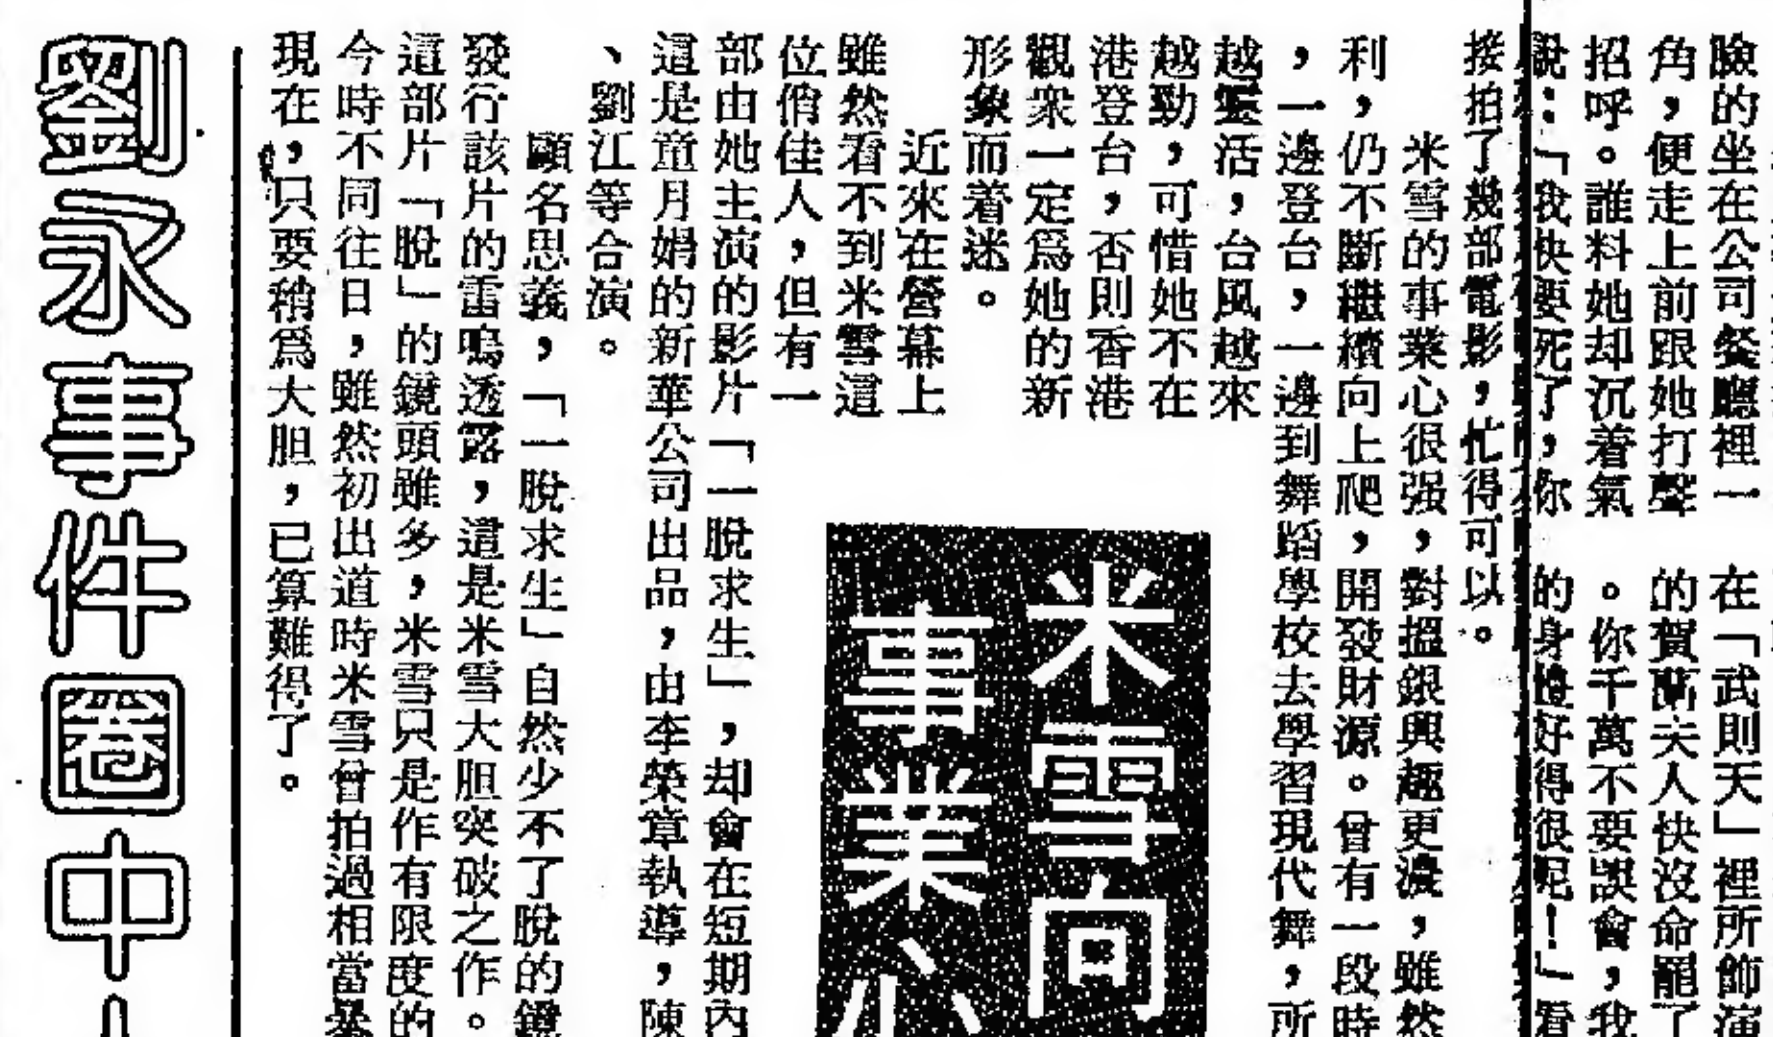 臉的坐在公司餐廳裡一
角，便走上前跟她打聲
招呼。誰料她却沉着氣
說：「我快要死了，你
在「武則天」裡所飾演
的賀蘭夫人快沒命罷了
。你千萬不要誤會，我
的身體好得很呢！」看
接拍了幾部電影，忙得可以。
米雪的事業心很强，對搵銀興趣更濃，雖然
利，仍不斷繼續向上爬，開發財源。曾有一段時
，一邊登台，一邊到舞蹈學校去學習現代舞，所
越靈活，台風越來
越勁，可惜她不在
港登台，否則香港
觀衆一定爲她的新
形象而着迷。
近來在螢幕上
雖然看不到米雪這
位俏佳人，但有一
米雪向
事業心
部由她主演的影片「一脫求生」，却會在短期內
這是童月娟的新華公司出品，由李榮章執導，陳
、劉江等合演。
顧名思義，「一脫求生」自然少不了脫的鏡
發行該片的雷鳴透露，這是米雪大胆突破之作。
這部片「脫」的鏡頭雖多，米雪只是作有限度的
今時不同往日，雖然初出道時米雪曾拍過相當暴
現在，只要稍爲大胆，已算難得了。
劉永事件圈中